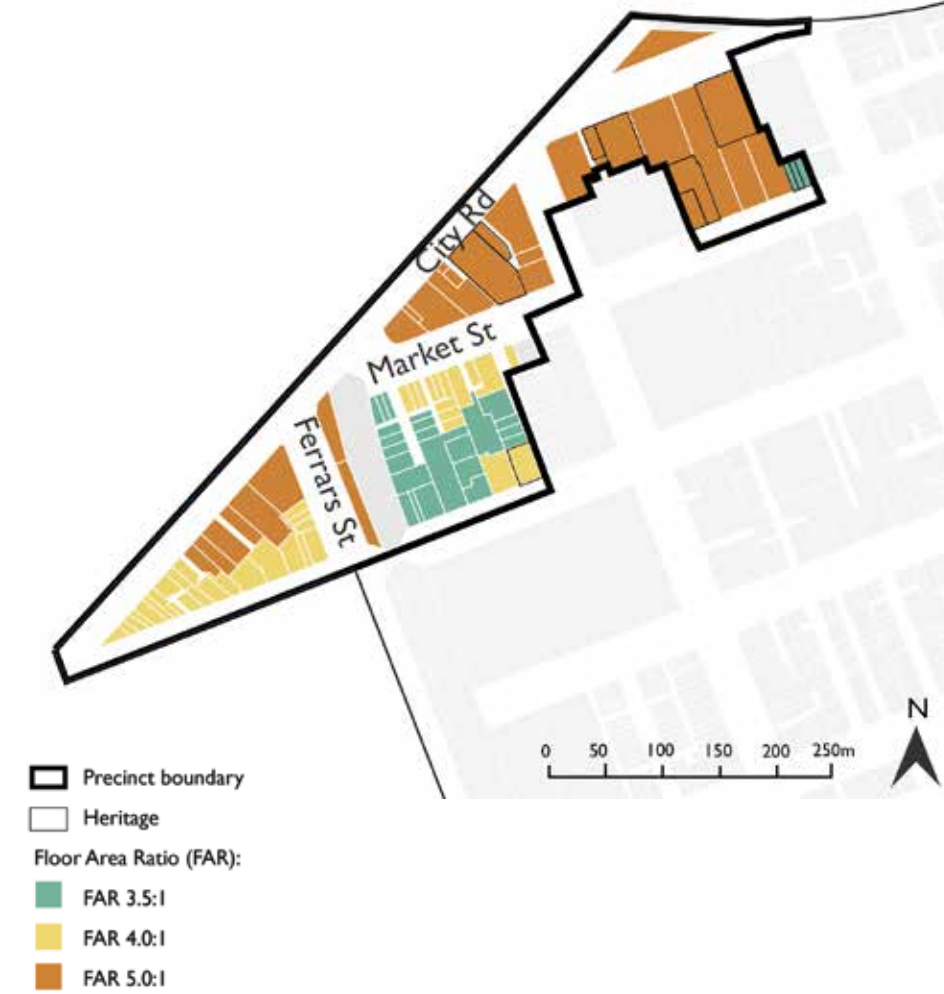 City Rd
Market St
Ferrars St
N
0 50 100 150 200 250m
Precinct boundary
Heritage
Floor Area Ratio (FAR):
FAR 3.5:1
FAR 4.0:1
FAR 5.0:1